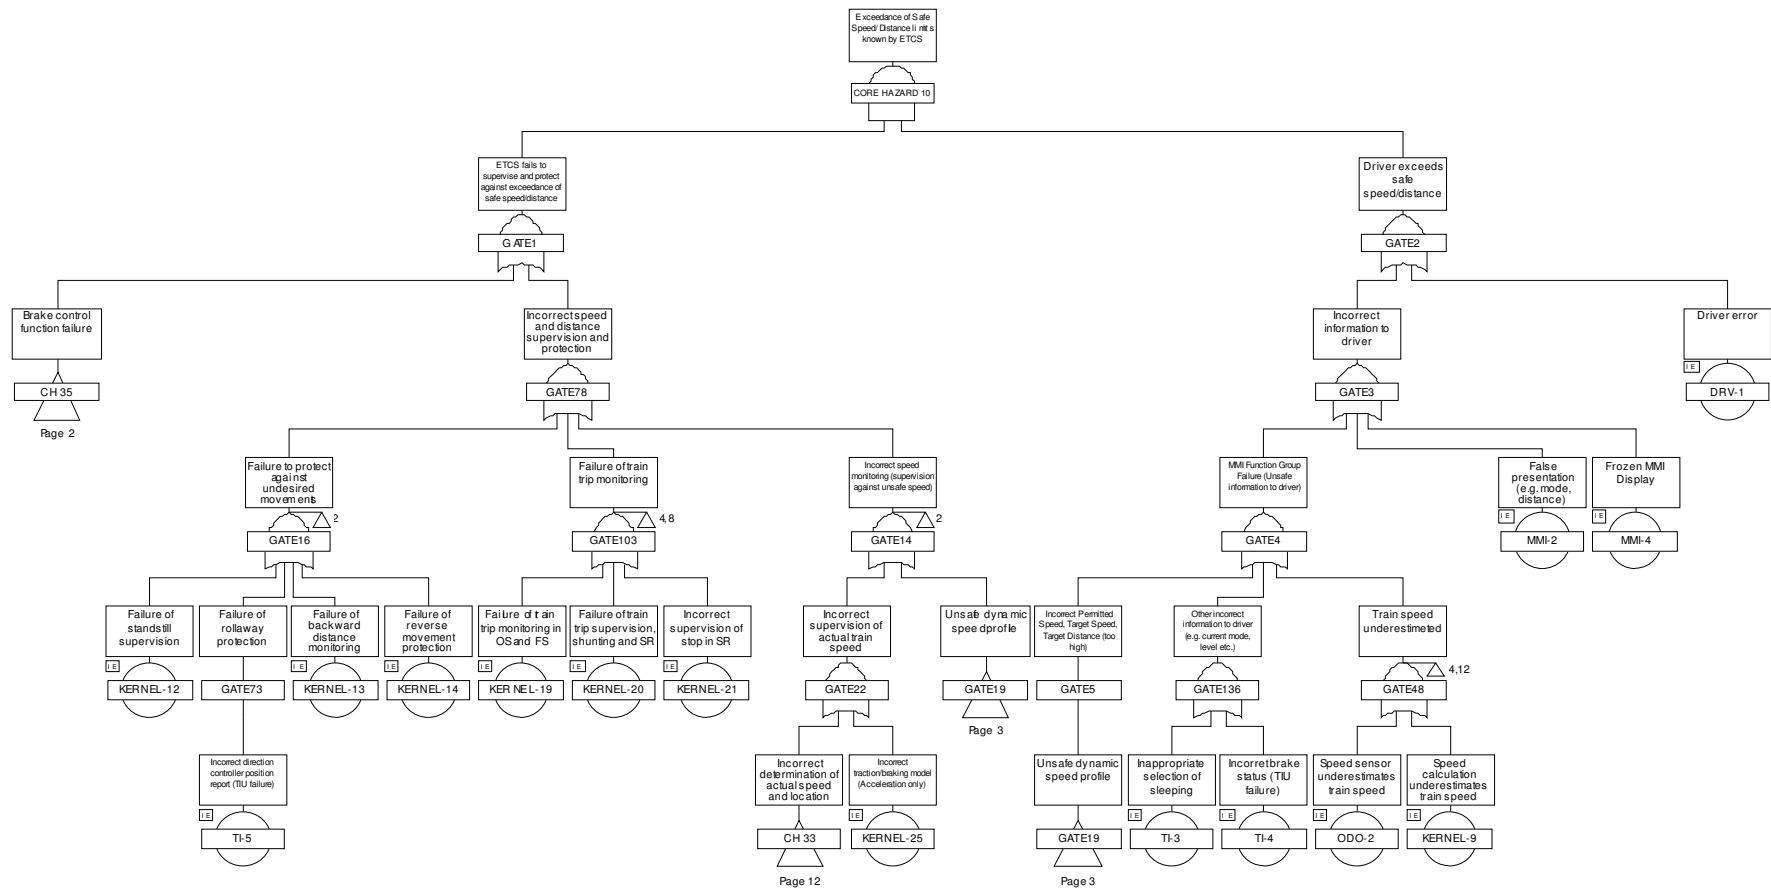 Exceedance of Safe
Speed/Distance limits
known by ETCS
CORE HAZARD 10
ETCS fails to
supervise and protect
against exceedance of
safe speed/distance
GATE1
Driver exceeds
safe
speed/distance
GATE2
Brake control
function failure
CH 35
Page 2
Incorrect speed
and distance
supervision and
protection
GATE78
Incorrect
information to
driver
GATE3
Driver error
IE
DRV-1
Failure to protect
against
undesired
movements
2
GATE16
Failure of train
trip monitoring
4,8
GATE103
Incorrect speed
monitoring (supervision
against unsafe speed)
2
GATE14
MMI Function Group
Failure (Unsafe
information to driver)
GATE4
False
presentation
(e.g. mode,
distance)
IE
MMI-2
Frozen MMI
Display
IE
MMI-4
Failure of
standstill
supervision
IE
KERNEL-12
Failure of
rollaway
protection
GATE73
Failure of
backward
distance
monitoring
IE
KERNEL-13
Failure of
reverse
movement
protection
IE
KERNEL-14
Failure of train
trip monitoring in
OS and FS
IE
KERNEL-19
Failure of train
trip supervision,
shunting and SR
IE
KERNEL-20
Incorrect
supervision of
stop in SR
IE
KERNEL-21
Incorrect
supervision of
actual train
speed
GATE22
Unsafe dynamic
speed profile
GATE19
Page 3
Incorrect Permitted
Speed, Target Speed,
Target Distance (too
high)
GATE5
Other incorrect
information to driver
(e.g. current mode,
level etc.)
GATE136
Train speed
underestimeted
4,12
GATE48
Incorrect direction
controller position
report (TIU failure)
IE
TI-5
Incorrect
determination of
actual speed
and location
CH 33
Page 12
Incorrect
traction/braking model
(Acceleration only)
IE
KERNEL-25
Unsafe dynamic
speed profile
GATE19
Page 3
Inappropriate
selection of
sleeping
IE
TI-3
Incorret brake
status (TIU
failure)
IE
TI-4
Speed sensor
underestimates
train speed
IE
ODO-2
Speed
calculation
underestimates
train speed
IE
KERNEL-9